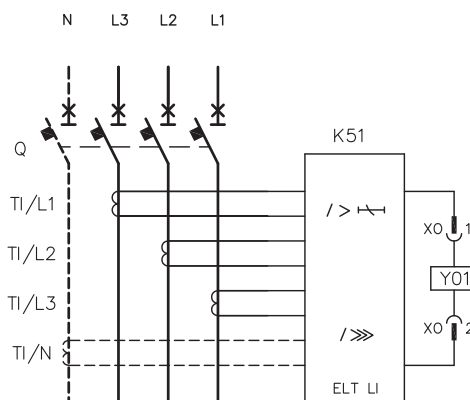 N L3 L2 L1
K51
Q
TI/L1
I >
X0 1
TI/L2
Y01
TI/L3
X0 2
I >>>
TI/N
ELT LI